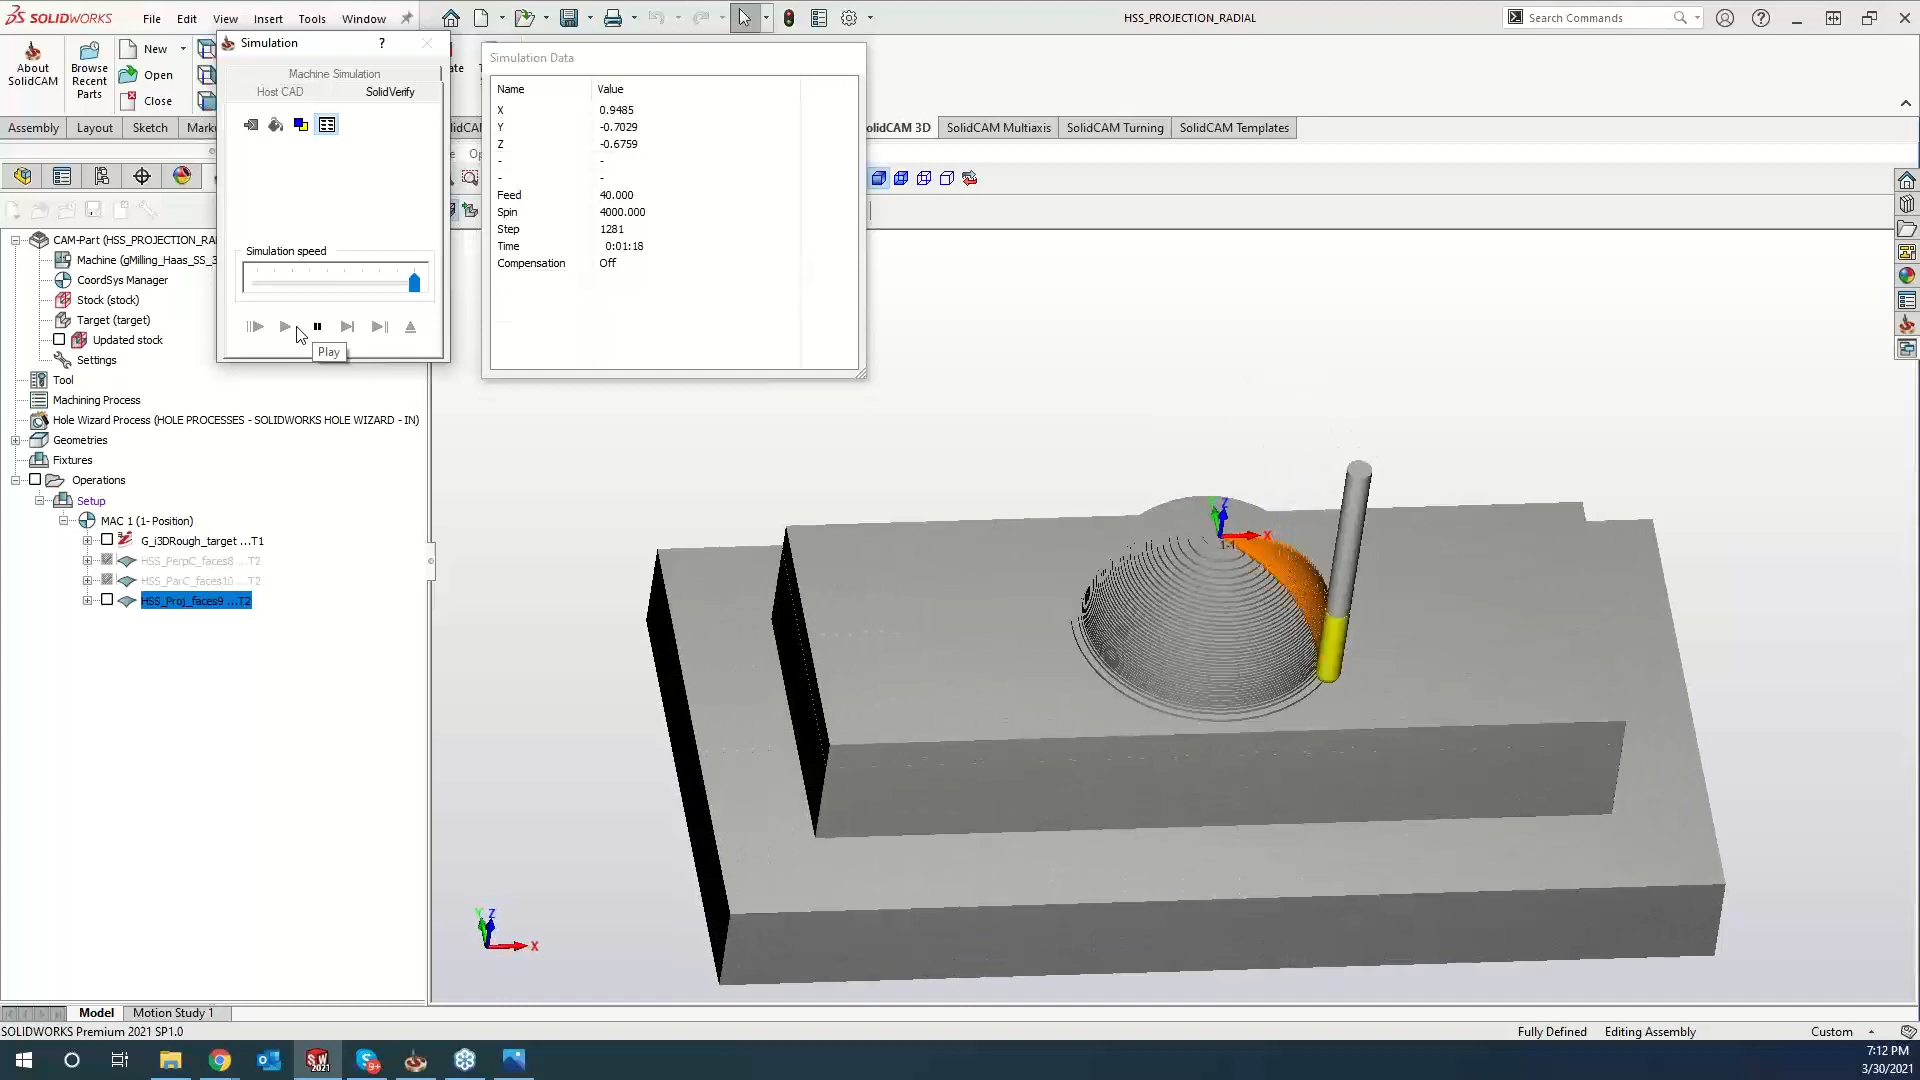 SOLIDWORKS
File Edit View Insert Tools Window
HSS_PROJECTION_RADIAL
Search Commands
About SolidCAM
Browse Recent Parts
New
Open
Close
Assembly Layout Sketch
SolidCAM Multiaxis SolidCAM Turning SolidCAM Templates
olidCAM 3D
Simulation
?
Machine Simulation
Host CAD SolidVerify
Simulation speed
Play
Simulation Data
Name Value
X 0.9485
Y -0.7029
Z -0.6759
- -
- -
Feed 40.000
Spin 4000.000
Step 1281
Time 0:01:18
Compensation Off
CAM-Part (HSS_PROJECTION_RA
Machine (gMilling_Haas_SS_3
CoordSys Manager
Stock (stock)
Target (target)
Updated stock
Settings
Tool
Machining Process
Hole Wizard Process (HOLE PROCESSES - SOLIDWORKS HOLE WIZARD - IN)
Geometries
Fixtures
Operations
Setup
MAC 1 (1- Position)
G_i3DRough_target ...T1
HSS_PerpC_faces8 ...T2
HSS_ParC_faces10 ...T2
HSS_Proj_faces9 ...T2
Y Z
X
1-1
Y Z
X
Model Motion Study 1
SOLIDWORKS Premium 2021 SP1.0
Fully Defined Editing Assembly Custom
7:12 PM
3/30/2021